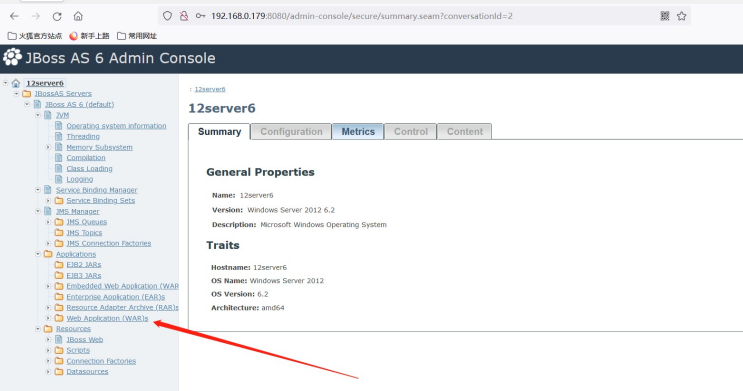 192.168.0.179:8080/admin-console/secure/summary.seam?conversationId=2
火狐官方站点 新手上路 常用网址
JBoss AS 6 Admin Console
12server6
JBossAS Servers
JBoss AS 6 (default)
JVM
Operating system information
Threading
Memory Subsystem
Compilation
Class Loading
Logging
Service Binding Manager
Service Binding Sets
JMS Manager
JMS Queues
JMS Topics
JMS Connection Factories
Applications
EJB2 JARs
EJB3 JARs
Embedded Web Application (WAR
Enterprise Application (EAR)s
Resource Adapter Archive (RAR)s
Web Application (WAR)s
Resources
JBoss Web
Scripts
Connection Factories
Datasources
: 12server6
12server6
Summary Configuration Metrics Control Content
General Properties
Name: 12server6
Version: Windows Server 2012 6.2
Description: Microsoft Windows Operating System
Traits
Hostname: 12server6
OS Name: Windows Server 2012
OS Version: 6.2
Architecture: amd64